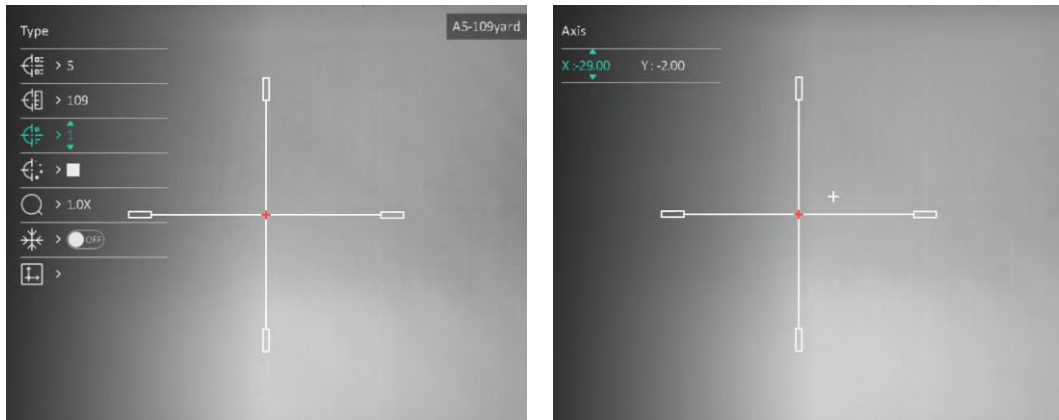 Type
A5-109yard
> 5
> 109
> 1
>
> 1.0X
> OFF
>
Axis
X :-29.00 Y : -2.00